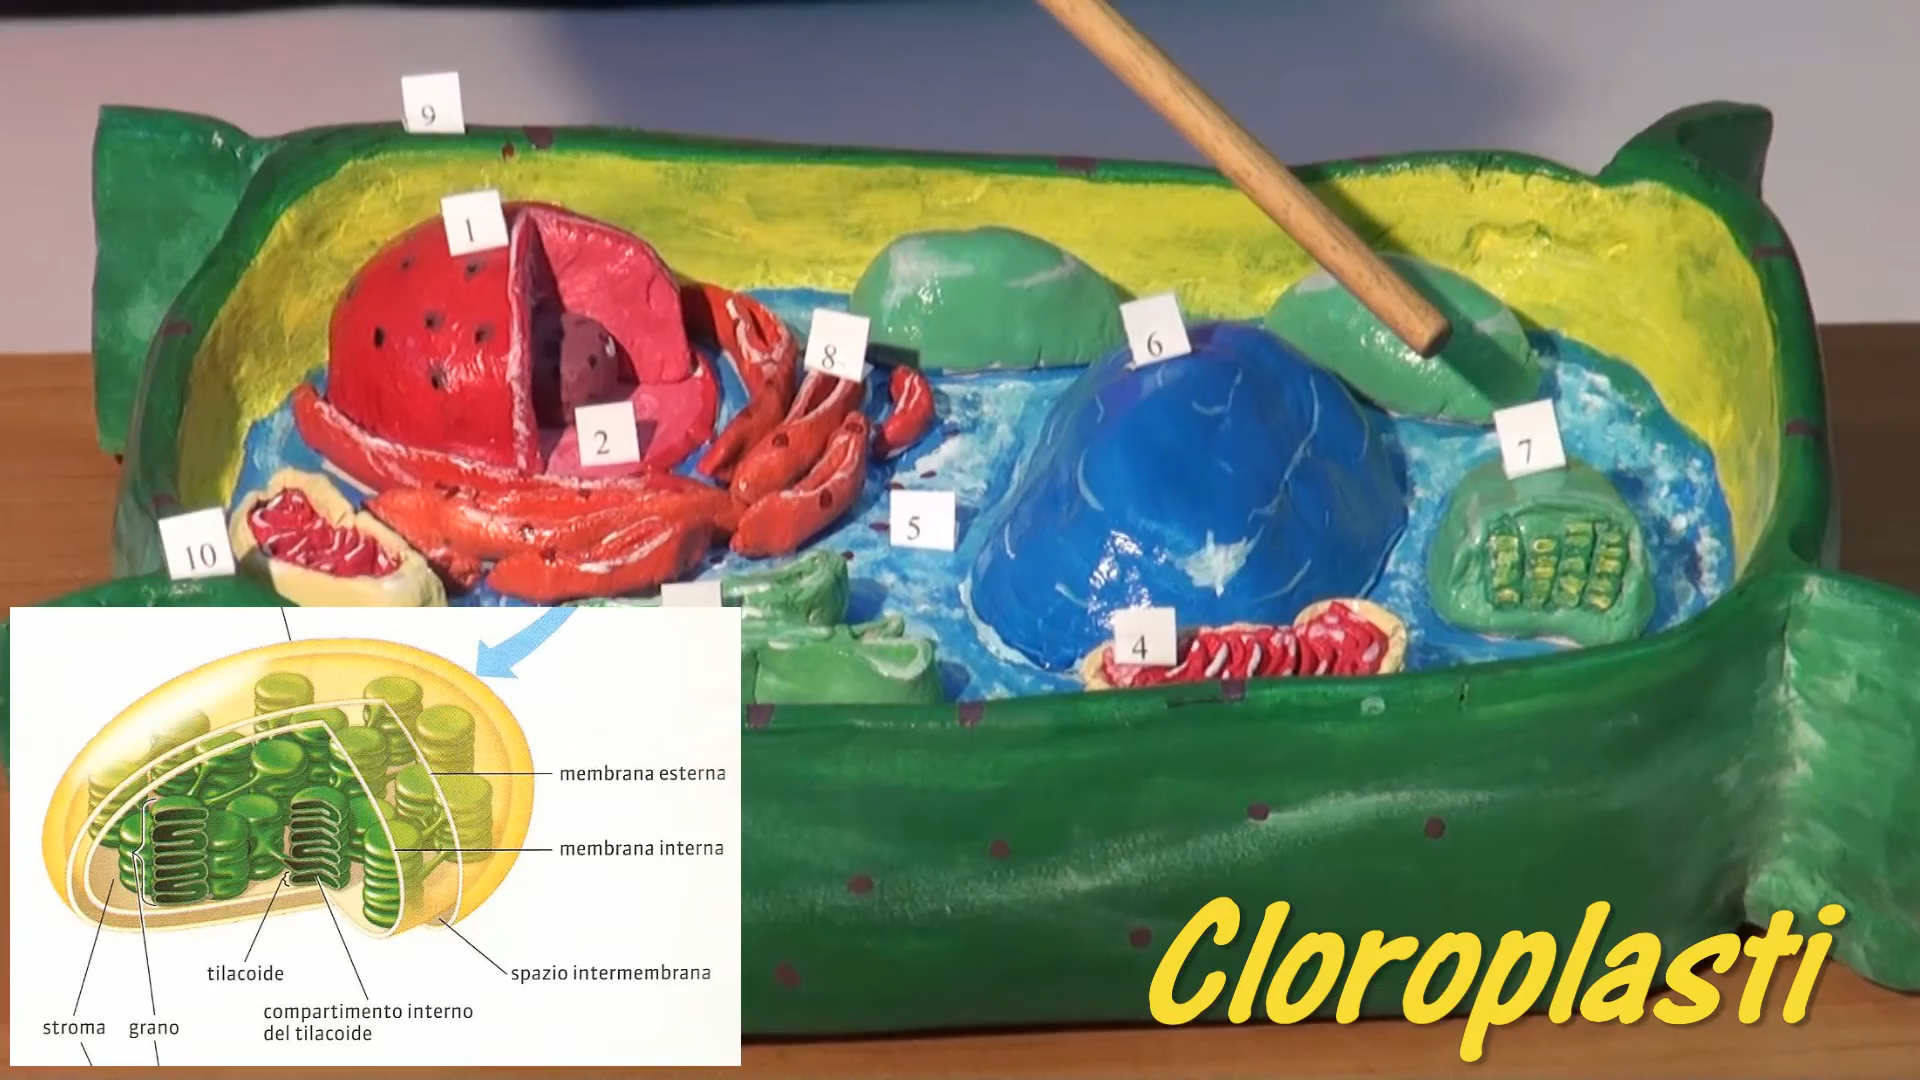 9
1
8
6
2
7
5
10
4
membrana esterna
membrana interna
tilacoide
spazio intermembrana
compartimento interno
del tilacoide
stroma
grano
Cloroplasti